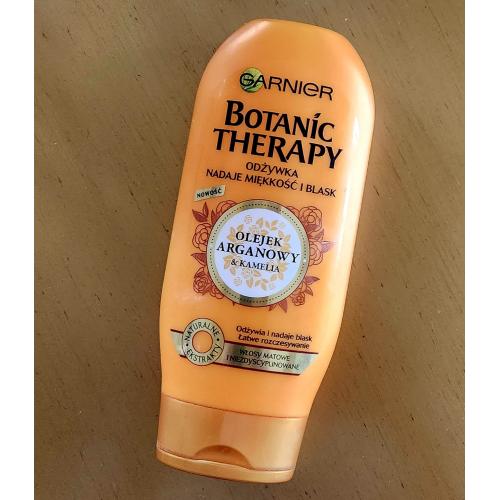 GARNIER
BOTANIC
THERAPY
ODŻYWKA
NADAJE MIĘKKOŚĆ I BLASK
NOWOŚĆ
OLEJEK
ARGANOWY
& KAMELIA
Odżywia i nadaje blask
Łatwe rozczesywanie
NATURALNE
EKSTRAKTY
WŁOSY MATOWE
I NIEZDYSCYPLINOWANE